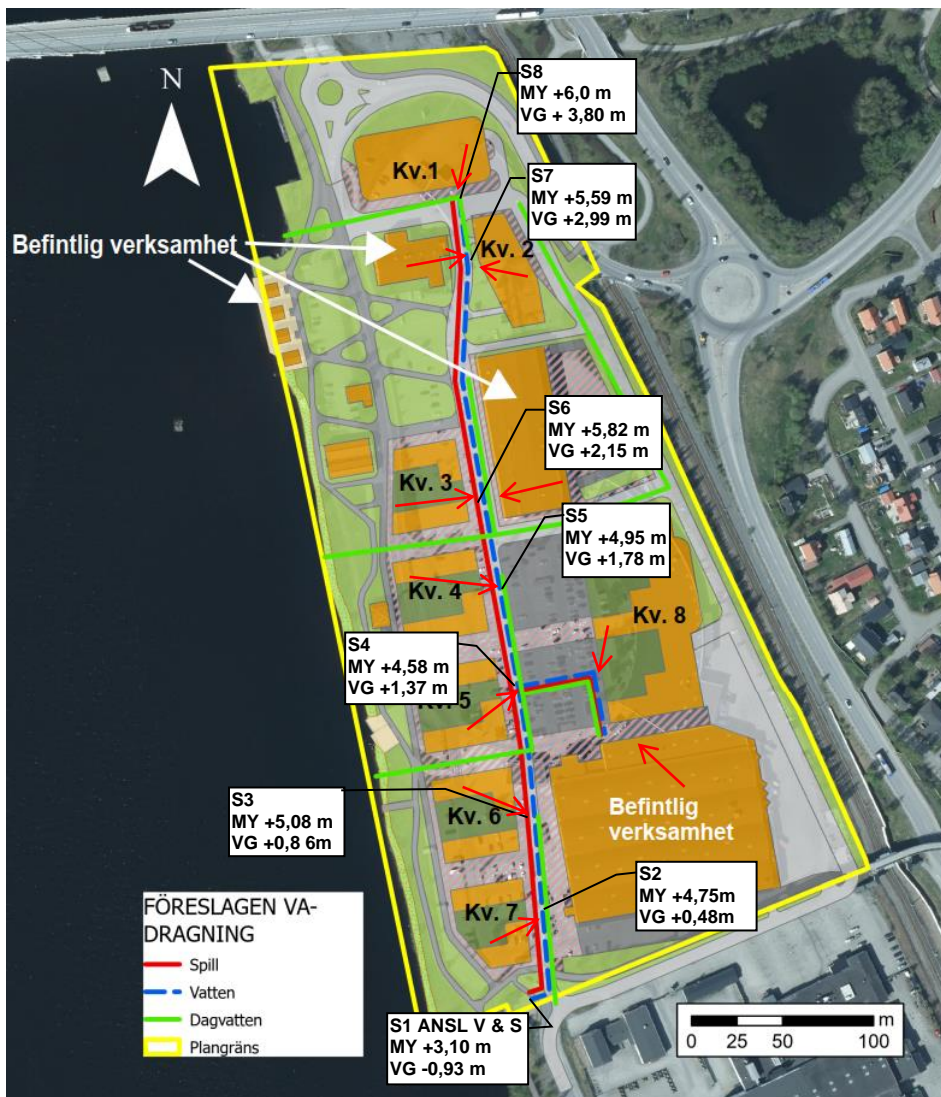 N
S8
MY +6,0 m
VG + 3,80 m
Kv.1
S7
MY +5,59 m
VG +2,99 m
Befintlig verksamhet
Kv. 2
S6
MY +5,82 m
VG +2,15 m
Kv. 3
S5
MY +4,95 m
VG +1,78 m
Kv. 4
Kv. 8
S4
MY +4,58 m
VG +1,37 m
Kv. 5
S3
MY +5,08 m
VG +0,8 6m
Kv. 6
Befintlig
verksamhet
S2
MY +4,75m
VG +0,48m
Kv. 7
FÖRESLAGEN VA-
DRAGNING
Spill
Vatten
Dagvatten
Plangräns
S1 ANSL V & S
MY +3,10 m
VG -0,93 m
m
0 25 50 100